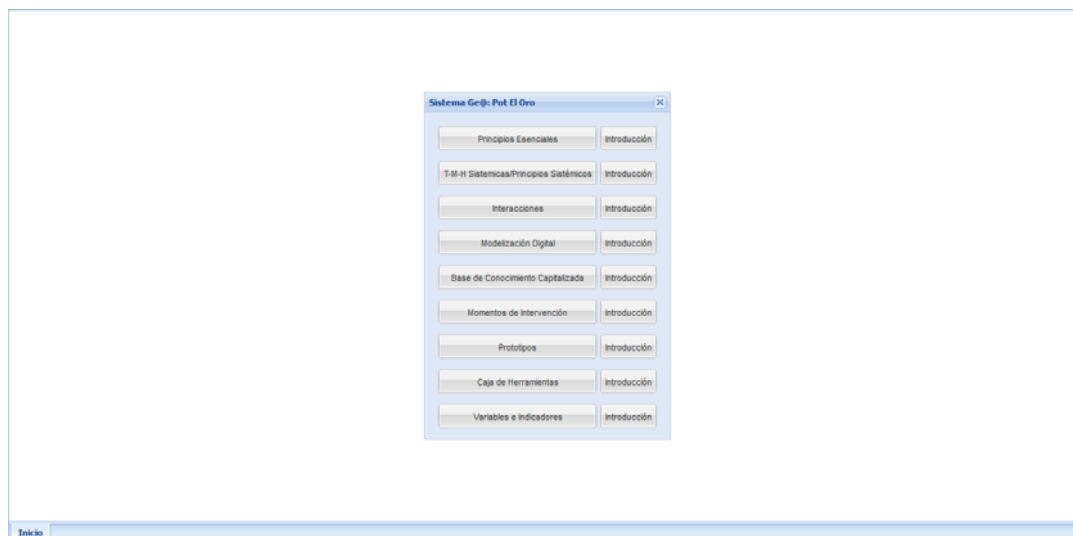 Sistema Ge@: Pot El Oro
Principios Esenciales Introducción
T-M-H Sistemicas/Principios Sistémicos Introducción
Interacciones Introducción
Modelización Digital Introducción
Base de Conocimiento Capitalizada Introducción
Momentos de Intervención Introducción
Prototipos Introducción
Caja de Herramientas Introducción
Variables e Indicadores Introducción
Inicio